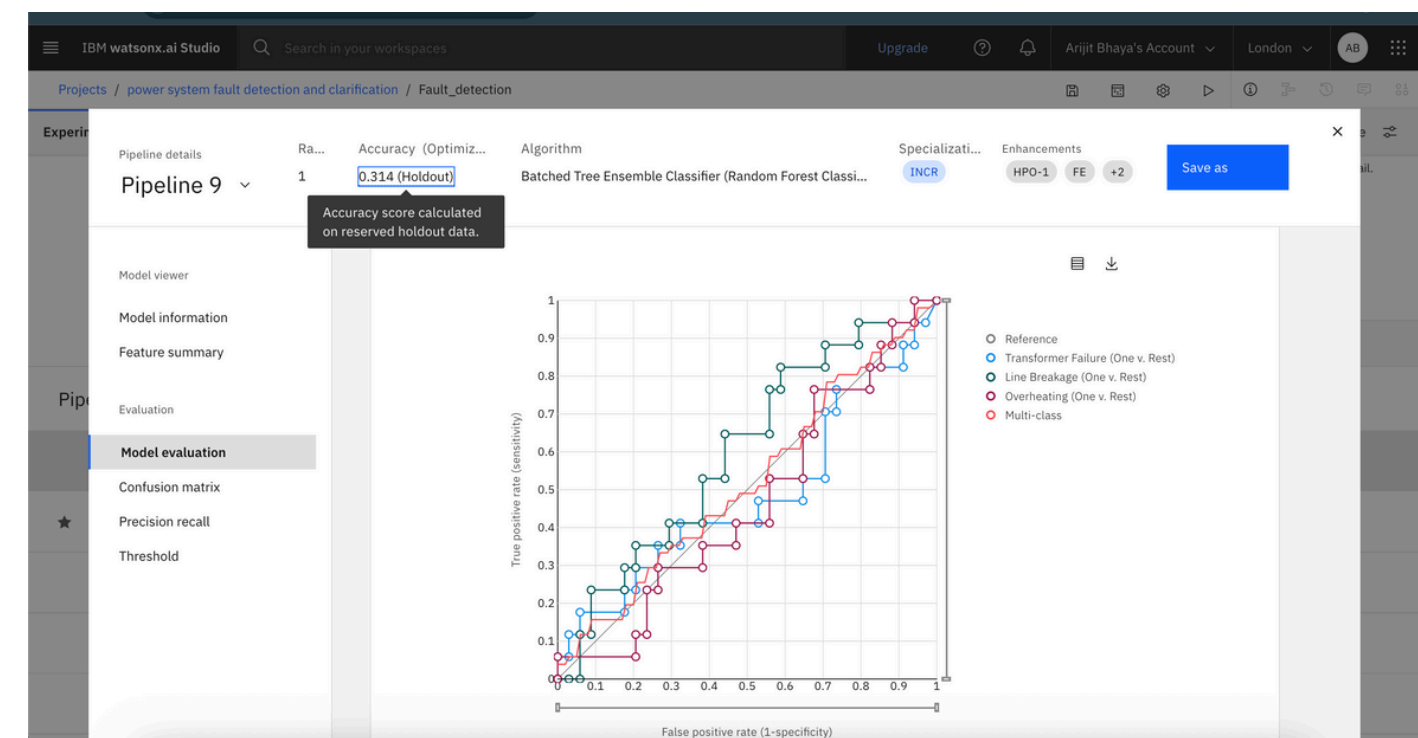 IBM watsonx.ai Studio
Search in your workspaces
Upgrade
Arijit Bhaya's Account
London
AB
Projects / power system fault detection and clarification / Fault_detection
Experin
Pipeline details
Pipeline 9
Ra...
1
Accuracy (Optimiz...
0.314 (Holdout)
Accuracy score calculated
on reserved holdout data.
Algorithm
Batched Tree Ensemble Classifier (Random Forest Classi...
Specializati...
INCR
Enhancements
HPO-1 FE +2
Save as
e
ail.
Pip
Model viewer
Model information
Feature summary
Evaluation
Model evaluation
Confusion matrix
Precision recall
Threshold
True positive rate (sensitivity)
1
0.9
0.8
0.7
0.6
0.5
0.4
0.3
0.2
0.1
0
0 0.1 0.2 0.3 0.4 0.5 0.6 0.7 0.8 0.9 1
False positive rate (1-specificity)
Reference
Transformer Failure (One v. Rest)
Line Breakage (One v. Rest)
Overheating (One v. Rest)
Multi-class